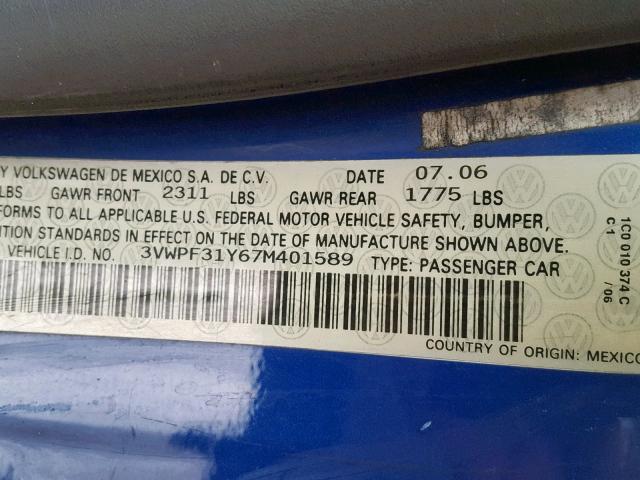 Y VOLKSWAGEN DE MEXICO S.A. DE C.V. DATE 07.06
LBS GAWR FRONT 2311 LBS GAWR REAR 1775 LBS
FORMS TO ALL APPLICABLE U.S. FEDERAL MOTOR VEHICLE SAFETY, BUMPER,
NTION STANDARDS IN EFFECT ON THE DATE OF MANUFACTURE SHOWN ABOVE.
VEHICLE I.D. NO. 3VWPF31Y67M401589 TYPE: PASSENGER CAR
COUNTRY OF ORIGIN: MEXICO
1C0 010 374 C
C1 /06